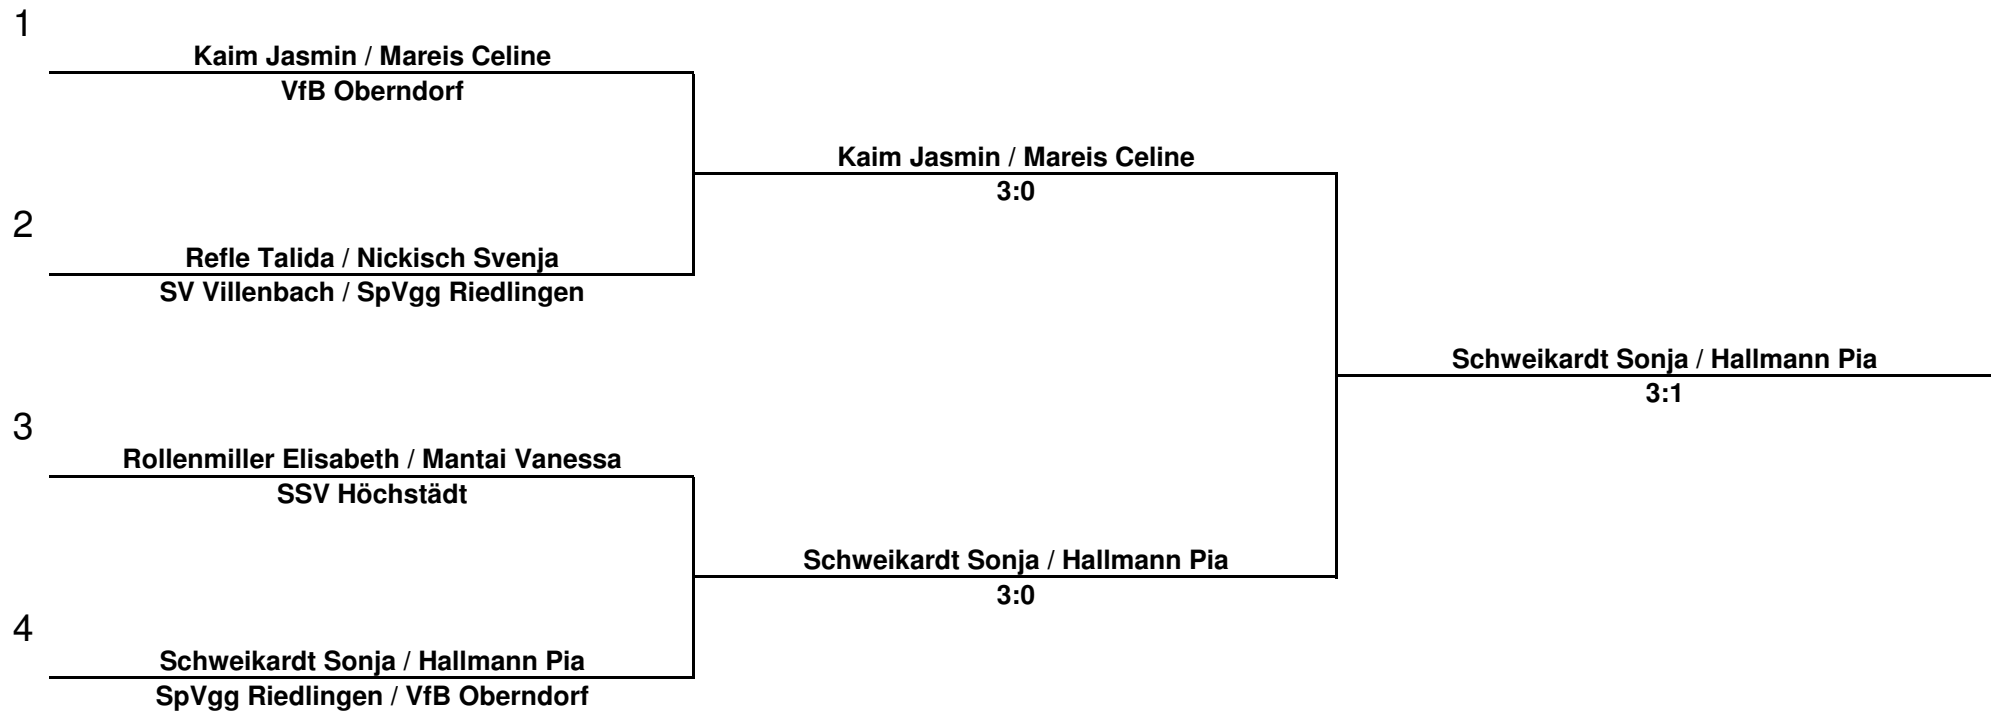 1
Kaim Jasmin / Mareis Celine
VfB Oberndorf
Kaim Jasmin / Mareis Celine
3:0
2
Refle Talida / Nickisch Svenja
SV Villenbach / SpVgg Riedlingen
Schweikardt Sonja / Hallmann Pia
3:1
3
Rollenmiller Elisabeth / Mantai Vanessa
SSV Höchstädt
Schweikardt Sonja / Hallmann Pia
3:0
4
Schweikardt Sonja / Hallmann Pia
SpVgg Riedlingen / VfB Oberndorf